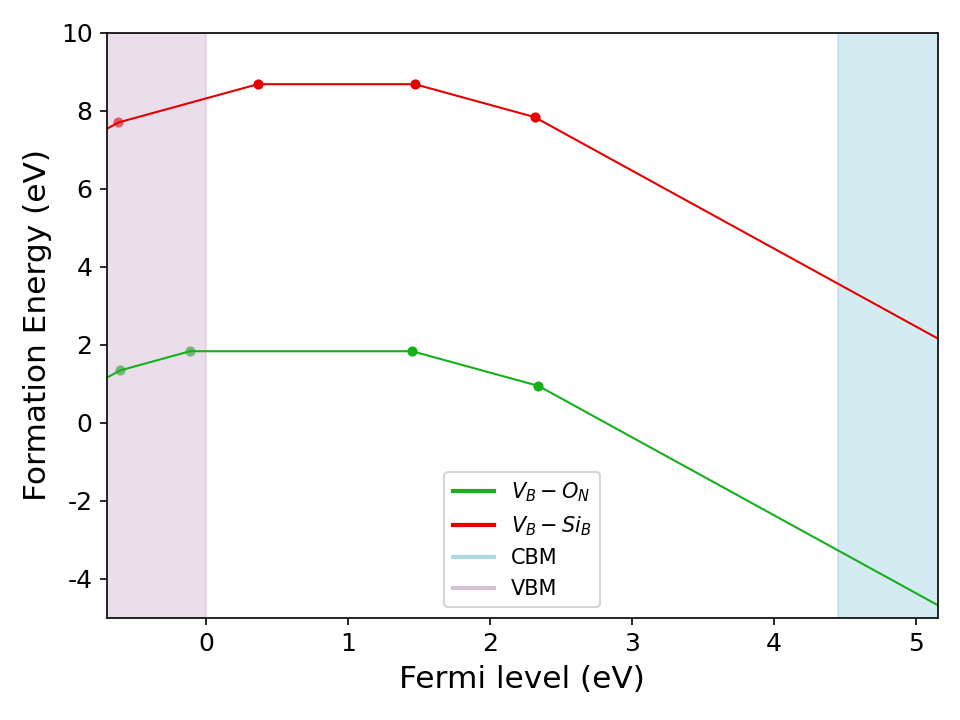 10
8
6
4
2
0
-2
-4
Formation Energy (eV)
V_B − O_N
V_B − Si_B
CBM
VBM
0 1 2 3 4 5
Fermi level (eV)